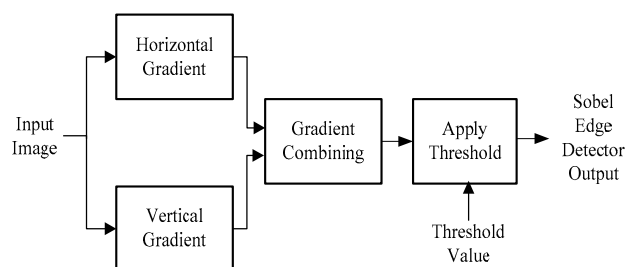 Horizontal
Gradient
Input
Image
Gradient
Combining
Apply
Threshold
Sobel
Edge
Detector
Output
Vertical
Gradient
Threshold
Value